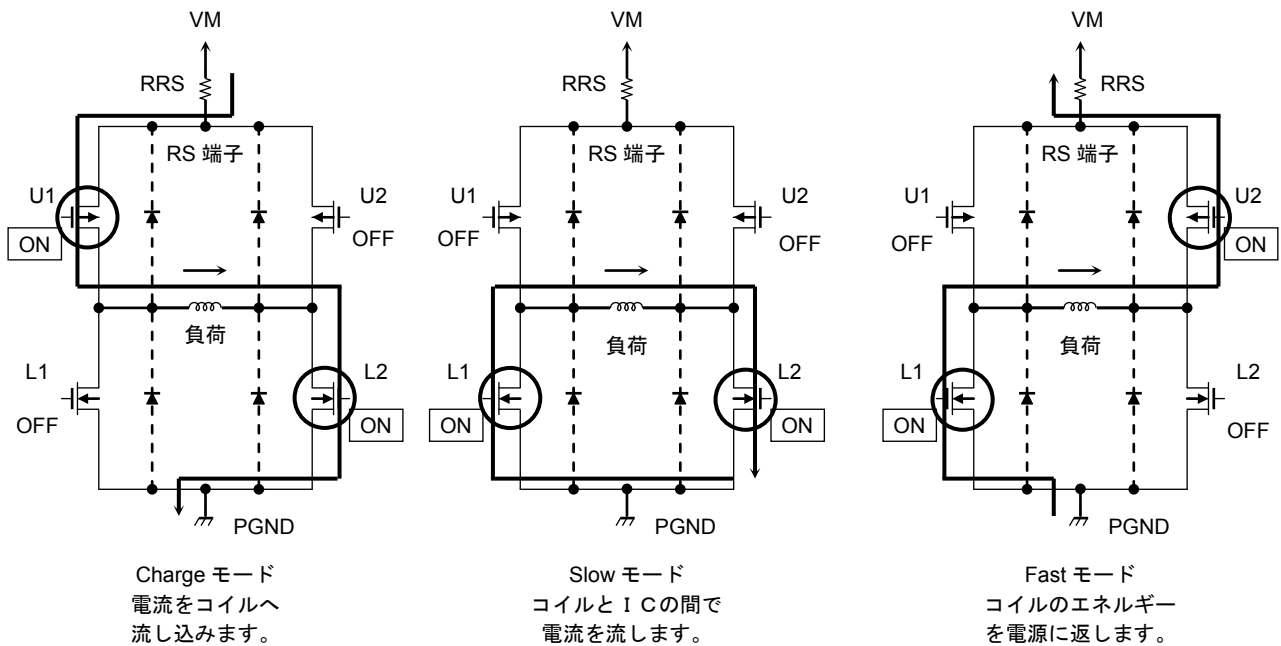 VM
RRS
RS 端子
U1
ON
U2
OFF
負荷
L1
OFF
L2
ON
PGND
Charge モード
電流をコイルへ
流し込みます。
VM
RRS
RS 端子
U1
OFF
U2
OFF
負荷
L1
ON
L2
ON
PGND
Slow モード
コイルとＩＣの間で
電流を流します。
VM
RRS
RS 端子
U1
OFF
U2
ON
負荷
L1
ON
L2
OFF
PGND
Fast モード
コイルのエネルギー
を電源に返します。